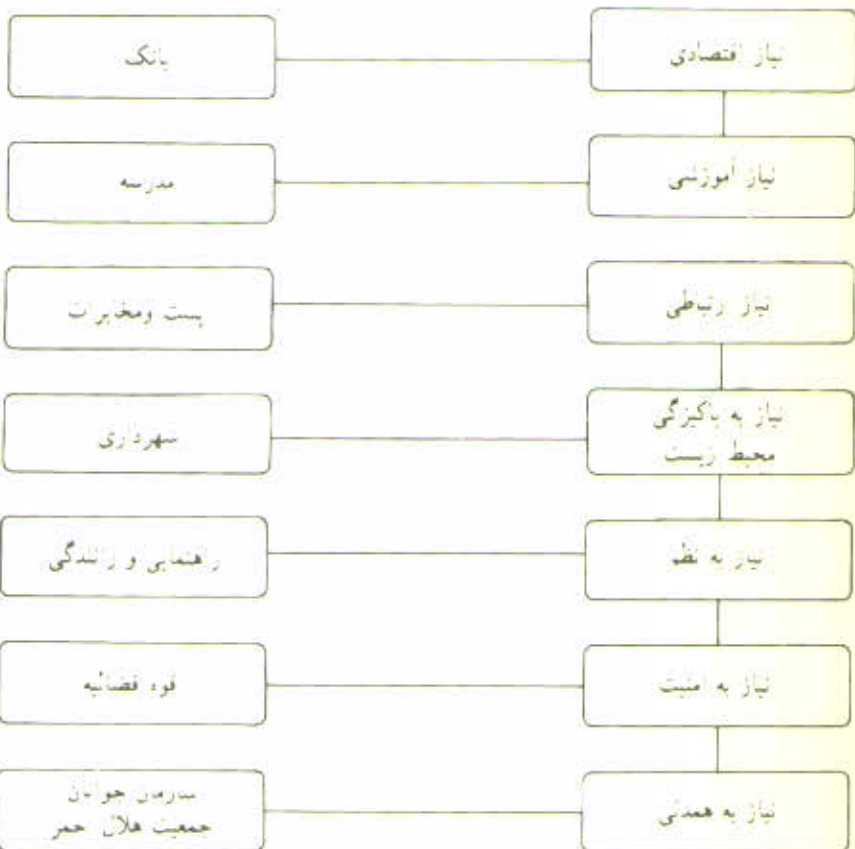 نیاز اقتصادی
بانک
نیاز آموزشی
مدرسه
نیاز ارتباطی
پست ومخابرات
نیاز به پاکیزگی
محیط زیست
شهرداری
نیاز به نظم
راهنمایی و رانندگی
نیاز به امنیت
قوه قضائیه
نیاز به همدلی
سازمان جوانان
جمعیت هلال حمر